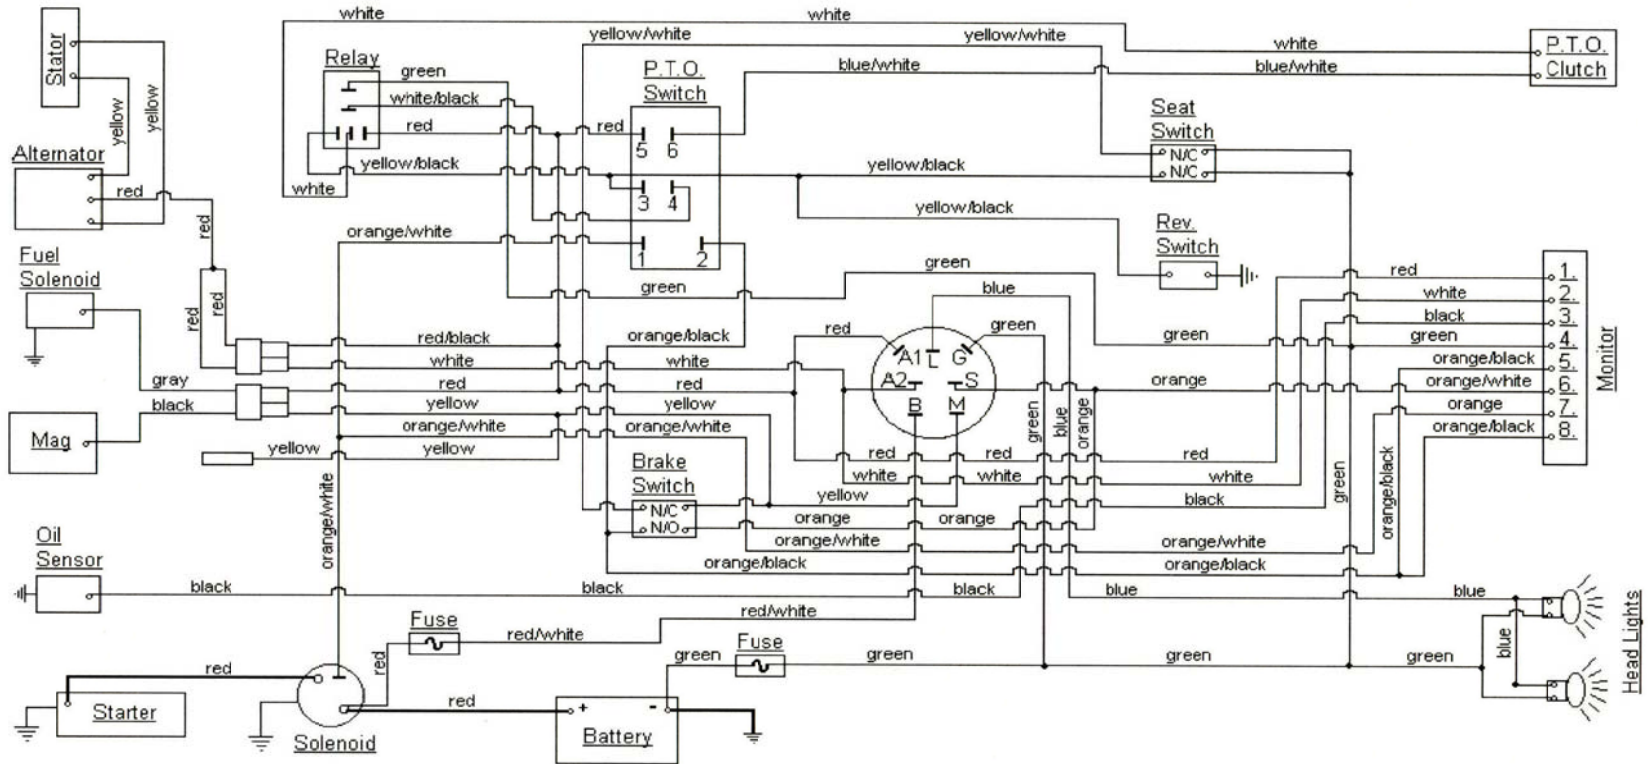 white
white
Stator
yellow/white
yellow/white
white
P.T.O.
Clutch
Relay
green
P.T.O.
Switch
blue/white
blue/white
white/black
Seat
Switch
yellow
yellow
red
red
5
6
N/C
N/C
Alternator
yellow/black
yellow/black
red
white
3
4
yellow/black
red
orange/white
Rev.
Switch
Fuel
Solenoid
1
2
green
red
1.
green
blue
white
2.
red
red
orange/black
red
green
black
3.
red/black
A1
L
G
green
green
4.
white
white
orange/black
5.
gray
red
red
A2
S
orange
orange/white
6.
black
yellow
yellow
B
M
orange
7.
Monitor
Mag
orange/white
orange/white
green
blue
orange
orange/black
8.
yellow
yellow
red
red
red
Brake
Switch
white
white
white
orange/white
N/C
yellow
black
green
orange/black
N/O
orange
orange
orange/white
orange/white
Oil
Sensor
orange/black
orange/black
black
black
black
blue
blue
Fuse
red/white
red/white
Fuse
red
green
green
green
green
blue
Head Lights
red
Starter
red
+
-
Solenoid
Battery